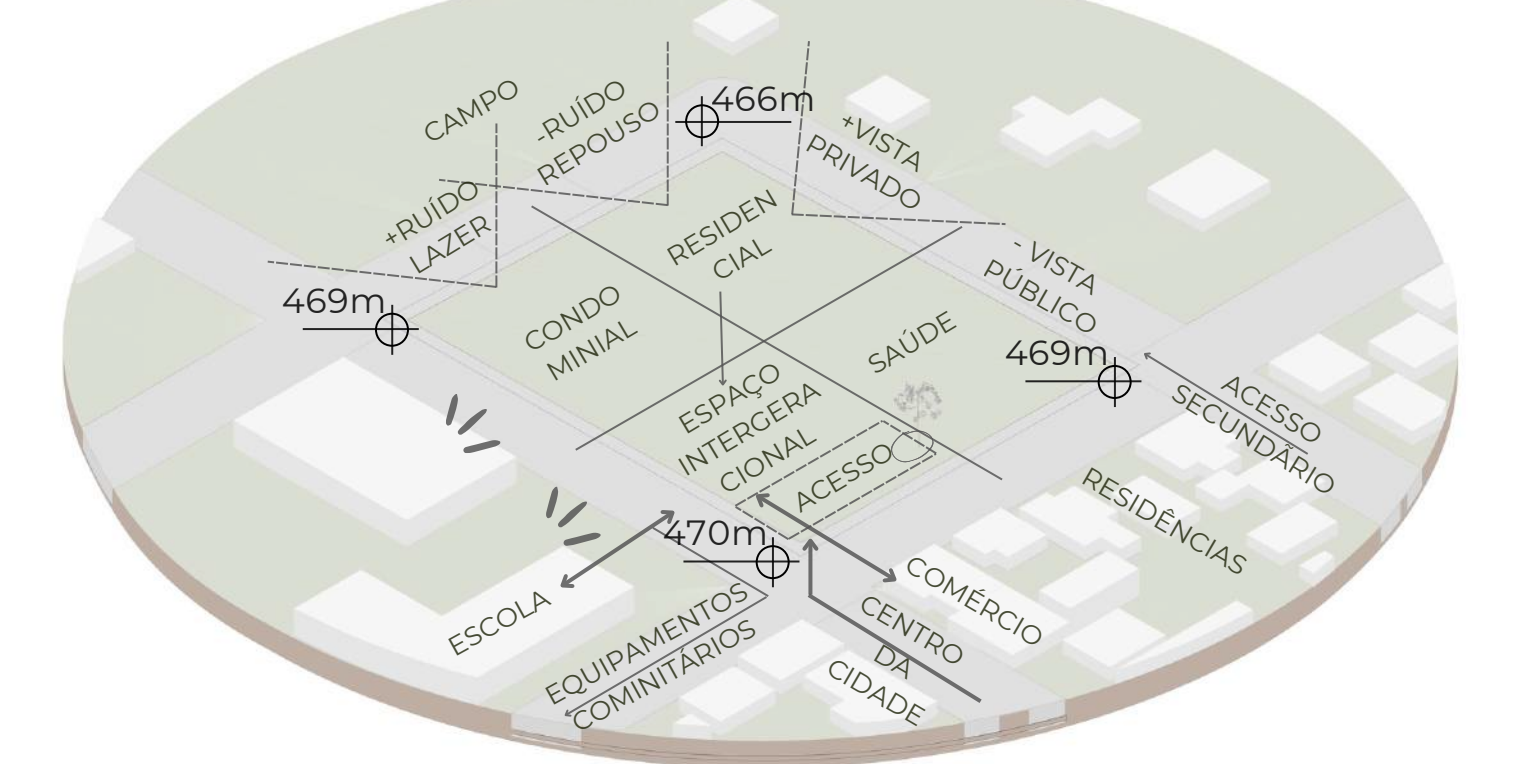 CAMPO
-RUÍDO
REPOUSO
466m
+VISTA
PRIVADO
+RUÍDO
LAZER
RESIDEN
CIAL
- VISTA
PÚBLICO
469m
CONDO
MINIAL
SAÚDE
469m
ESPAÇO
INTERGERA
CIONAL
ACESSO
ACESSO
SECUNDÁRIO
RESIDÊNCIAS
470m
ESCOLA
EQUIPAMENTOS
COMINITÁRIOS
COMÉRCIO
CENTRO
DA
CIDADE